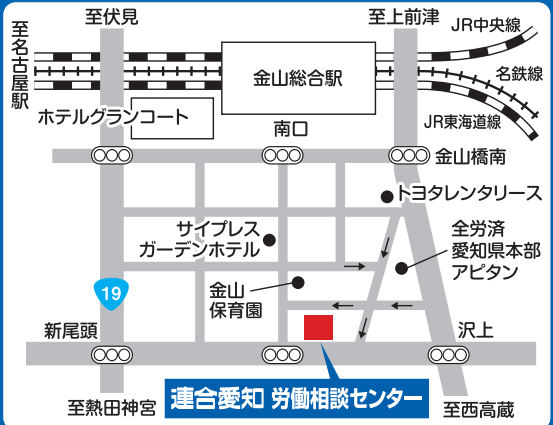 至伏見
至上前津
JR中央線
至名古屋駅
金山総合駅
名鉄線
ホテルグランコート
南口
JR東海道線
金山橋南
トヨタレンタリース
サイプレス
ガーデンホテル
全労済
愛知県本部
アピタン
19
金山
保育園
新尾頭
沢上
連合愛知 労働相談センター
至熱田神宮
至西高蔵